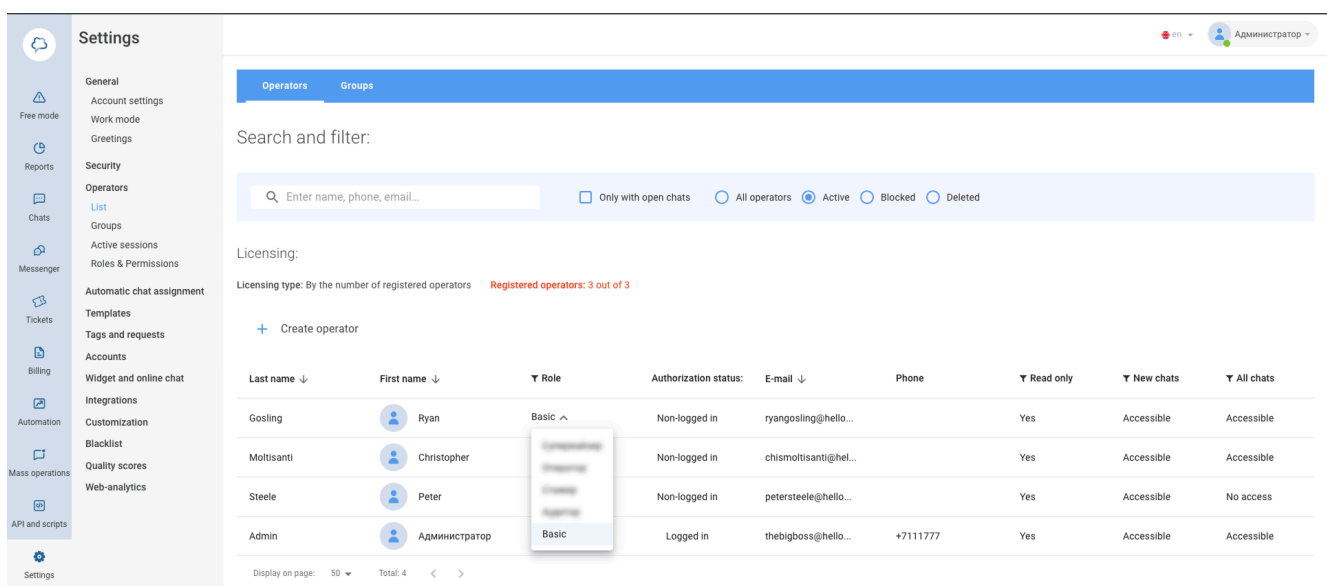 Settings
en
Администратор
Free mode
Reports
Chats
Messenger
Tickets
Billing
Automation
Mass operations
API and scripts
Settings
General
Account settings
Work mode
Greetings
Security
Operators
List
Groups
Active sessions
Roles & Permissions
Automatic chat assignment
Templates
Tags and requests
Accounts
Widget and online chat
Integrations
Customization
Blacklist
Quality scores
Web-analytics
Operators Groups
Search and filter:
Enter name, phone, email... Only with open chats All operators Active Blocked Deleted
Licensing:
Licensing type: By the number of registered operators Registered operators: 3 out of 3
+ Create operator
Last name First name Role Authorization status: E-mail Phone Read only New chats All chats
Gosling Ryan Basic Non-logged in ryangosling@hello... Yes Accessible Accessible
Moltisanti Christopher Non-logged in chismoltisanti@hel... Yes Accessible Accessible
Steele Peter Non-logged in petersteele@hello... Yes Accessible No access
Basic
Admin Администратор Logged in thebigboss@hello... +7111777 Yes Accessible Accessible
Display on page: 50 Total: 4